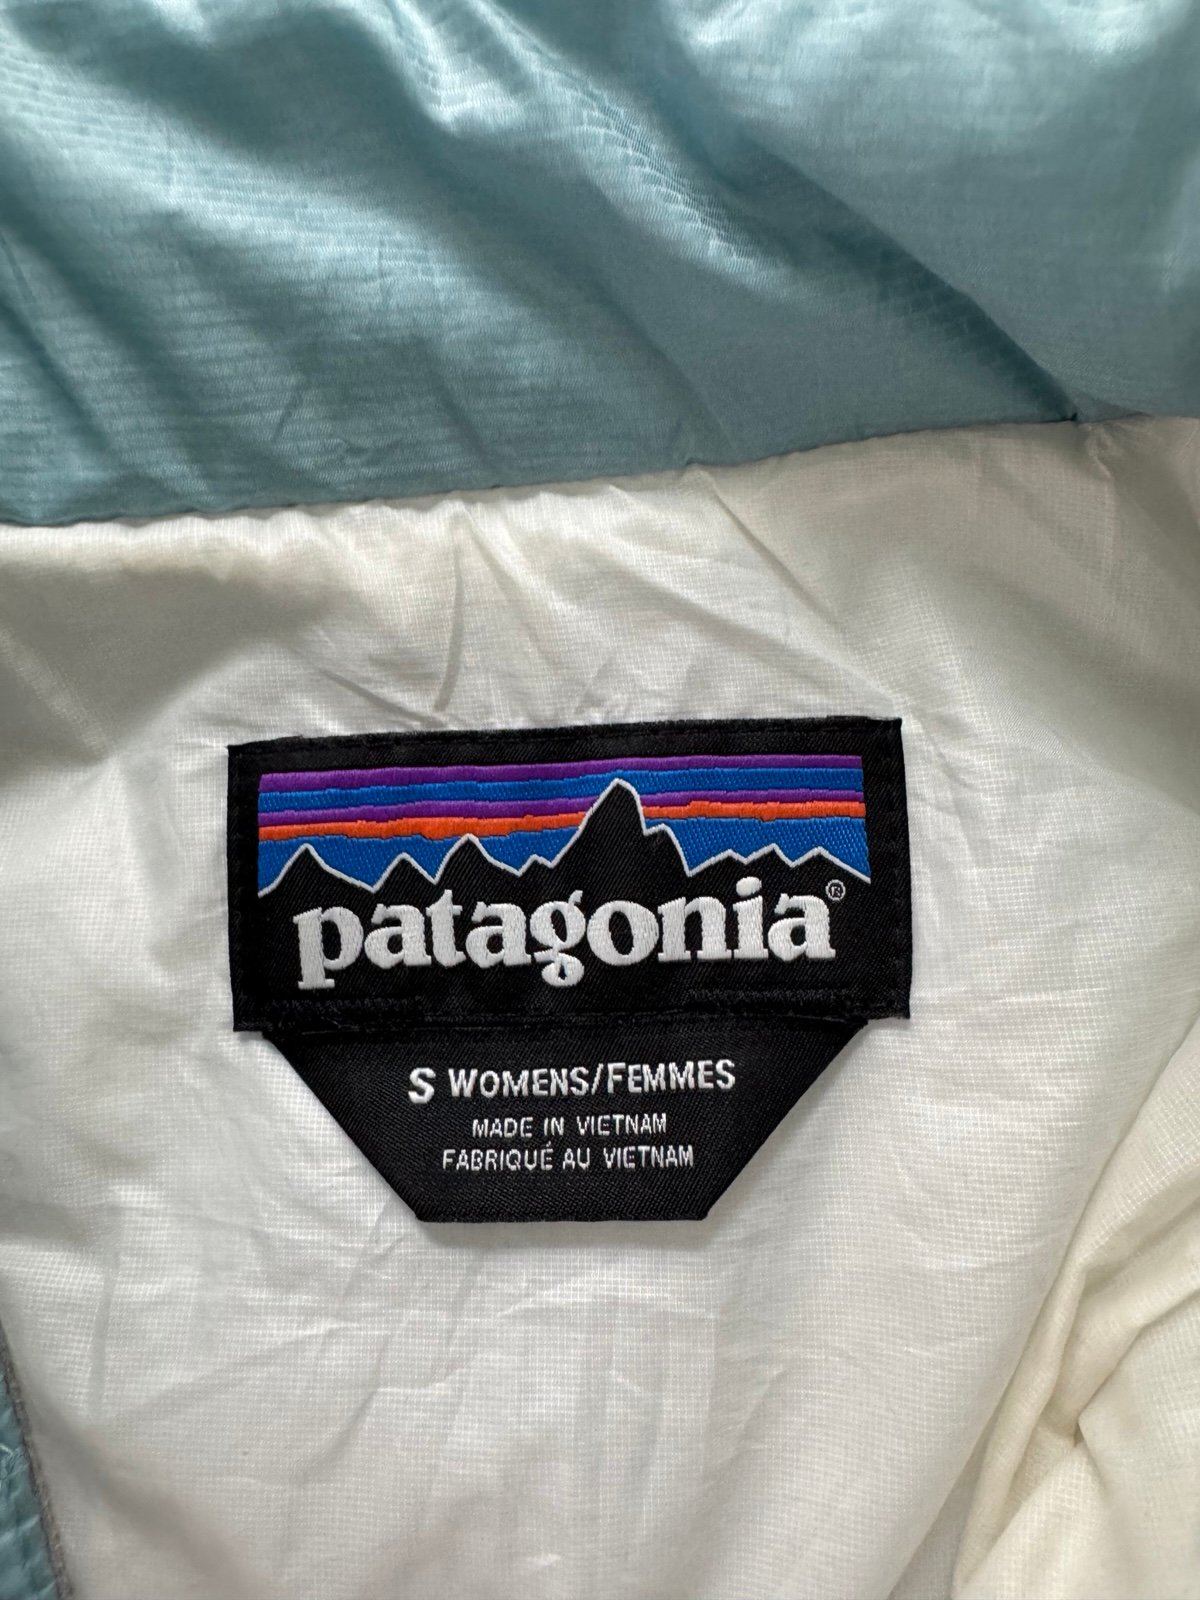 patagonia®
S WOMENS/FEMMES
MADE IN VIETNAM
FABRIQUÉ AU VIETNAM